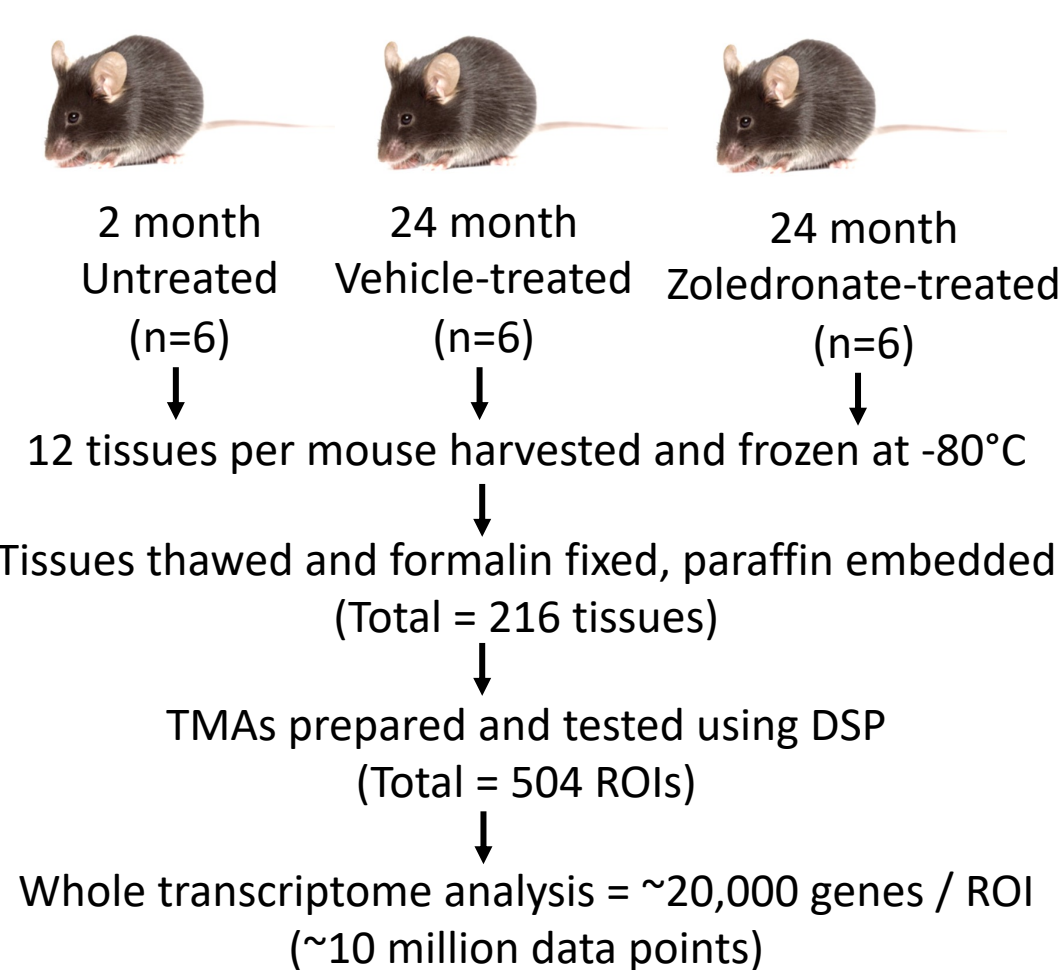 2 month
Untreated
(n=6)
24 month
Vehicle-treated
(n=6)
24 month
Zoledronate-treated
(n=6)
12 tissues per mouse harvested and frozen at -80°C
Tissues thawed and formalin fixed, paraffin embedded
(Total = 216 tissues)
TMAs prepared and tested using DSP
(Total = 504 ROIs)
Whole transcriptome analysis = ~20,000 genes / ROI
(~10 million data points)